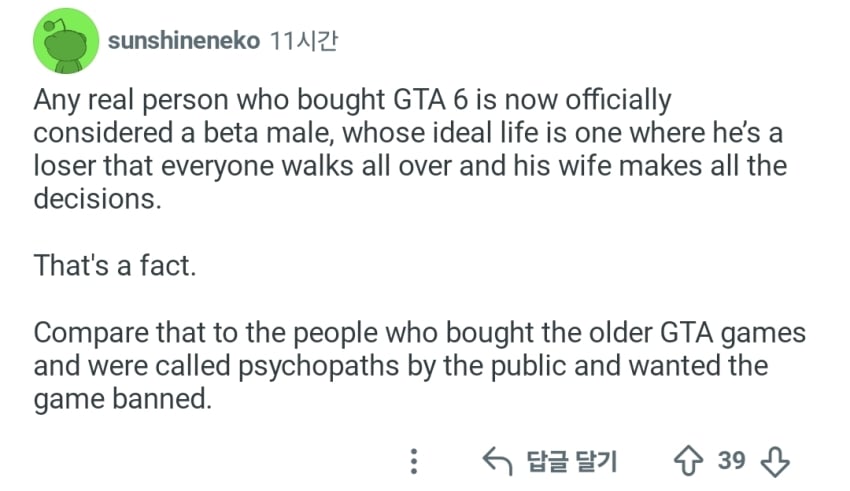 sunshineneko 11시간
Any real person who bought GTA 6 is now officially
considered a beta male, whose ideal life is one where he's a
loser that everyone walks all over and his wife makes all the
decisions.
That's a fact.
Compare that to the people who bought the older GTA games
and were called psychopaths by the public and wanted the
game banned.
답글 달기 39